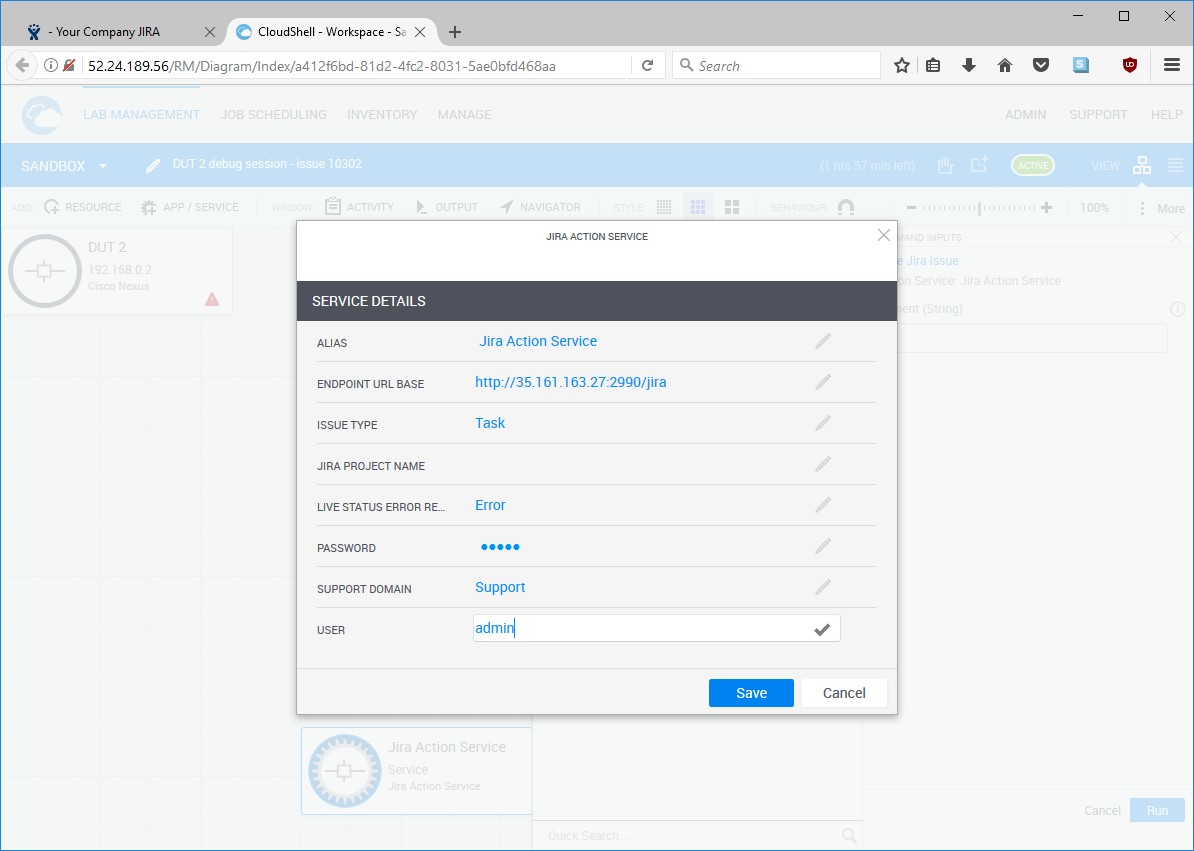 - Your Company JIRA
CloudShell - Workspace - Sa
52.24.189.56/RM/Diagram/Index/a412f6bd-81d2-4fc2-8031-5ae0bfd468aa
Search
LAB MANAGEMENT JOB SCHEDULING INVENTORY MANAGE ADMIN SUPPORT HELP
SANDBOX DUT 2 debug session - issue 10302 (1 hrs 57 min left) ACTIVE VIEW
ADD RESOURCE APP / SERVICE WINDOW ACTIVITY OUTPUT NAVIGATOR STYLE BEHAVIOUR 100% More
DUT 2
192.168.0.2
Cisco Nexus
JIRA ACTION SERVICE
SERVICE DETAILS
ALIAS Jira Action Service
ENDPOINT URL BASE http://35.161.163.27:2990/jira
ISSUE TYPE Task
JIRA PROJECT NAME
LIVE STATUS ERROR RE... Error
PASSWORD •••••
SUPPORT DOMAIN Support
USER admin
Save Cancel
MAND INPUTS
e Jira Issue
on Service: Jira Action Service
ment (String)
Jira Action Service
Service
Jira Action Service
Quick Search...
Cancel Run